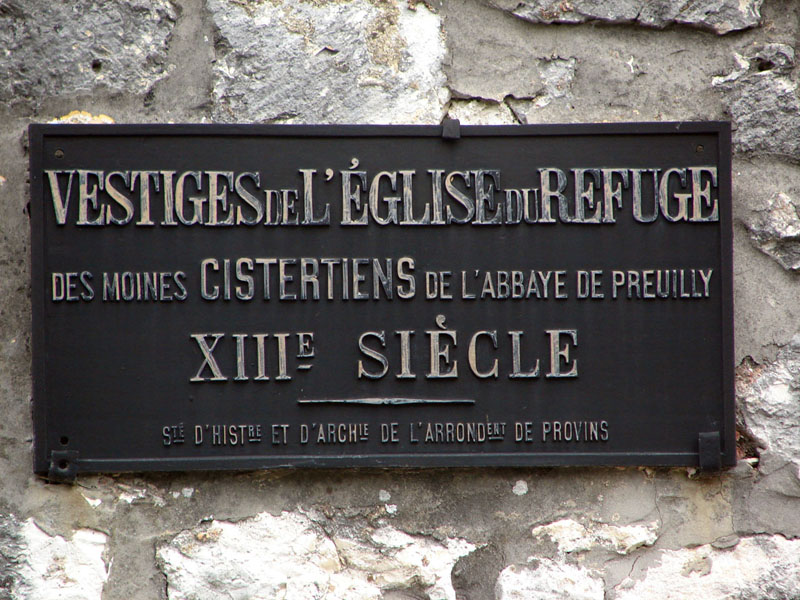 VESTIGES DE L'ÉGLISE DU REFUGE
DES MOINES CISTERTIENS DE L'ABBAYE DE PREUILLY
XIIIE SIÈCLE
STÉ D'HISTRE ET D'ARCHIE DE L'ARRONDENT DE PROVINS